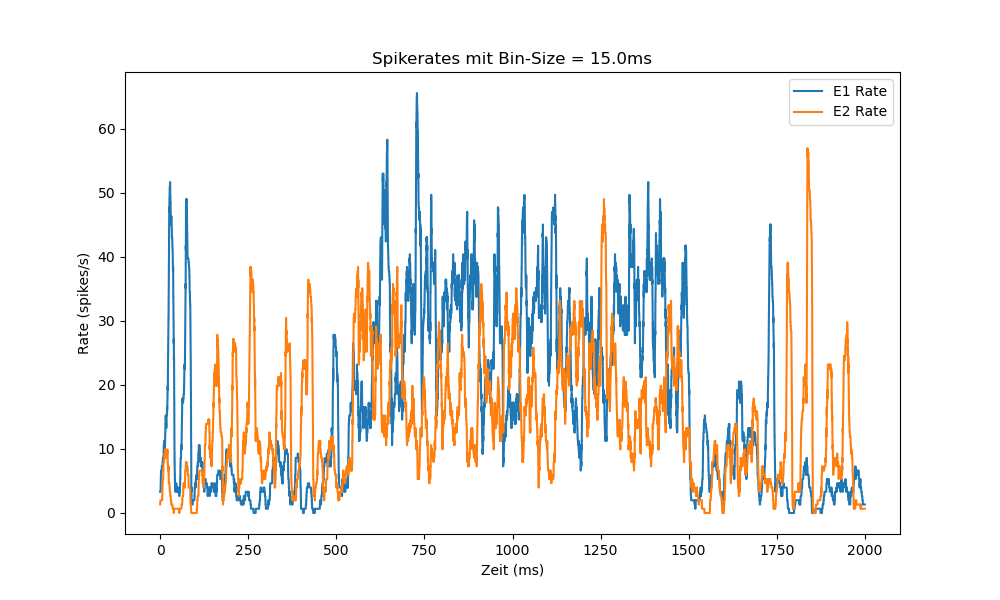 Spikerates mit Bin-Size = 15.0ms
E1 Rate
E2 Rate
60
50
40
30
20
10
0
Rate (spikes/s)
0 250 500 750 1000 1250 1500 1750 2000
Zeit (ms)